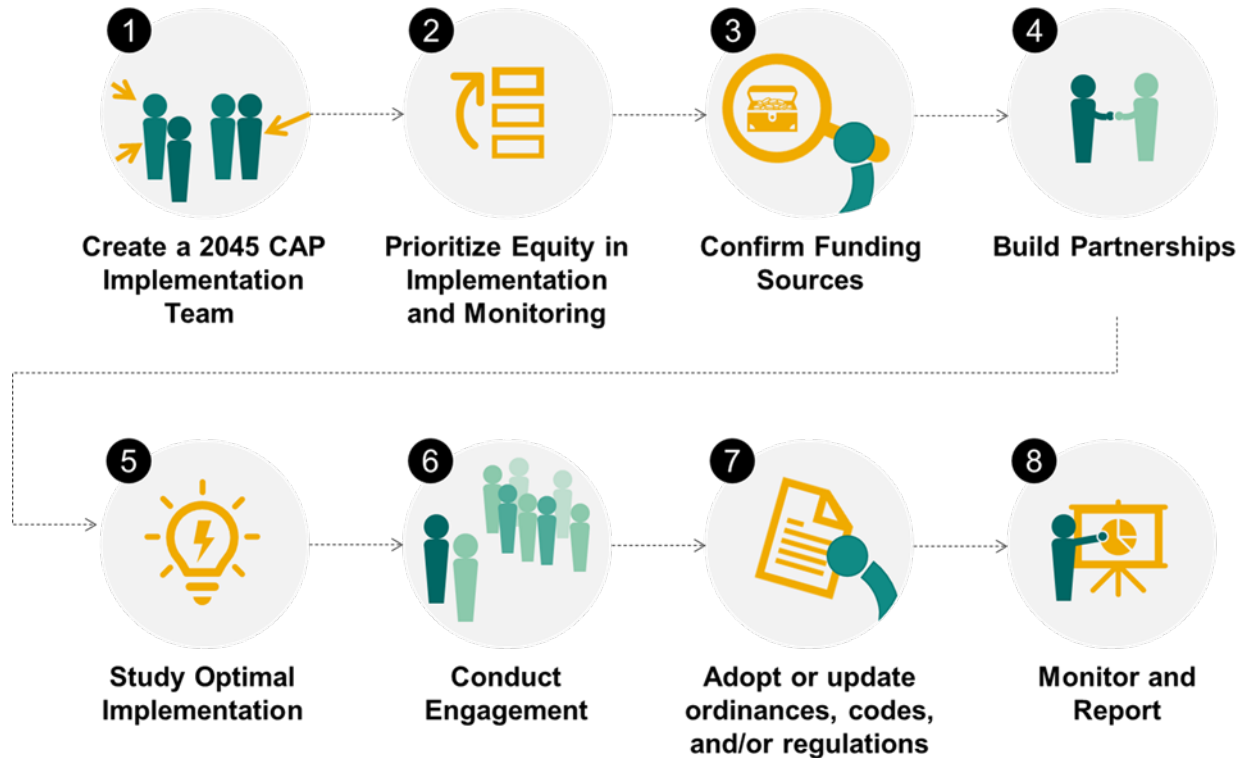 1
Create a 2045 CAP
Implementation
Team
2
Prioritize Equity in
Implementation
and Monitoring
3
Confirm Funding
Sources
4
Build Partnerships
5
Study Optimal
Implementation
6
Conduct
Engagement
7
Adopt or update
ordinances, codes,
and/or regulations
8
Monitor and
Report